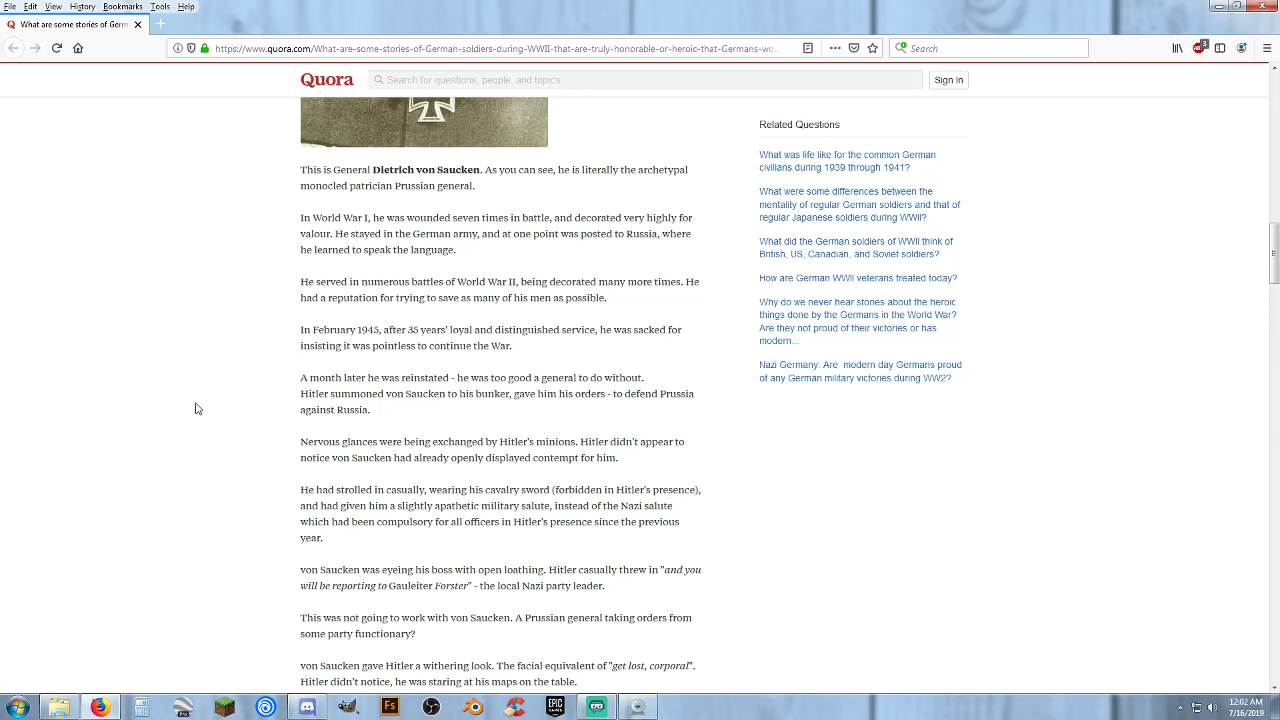 File Edit View History Bookmarks Tools Help
What are some stories of Germ
https://www.quora.com/What-are-some-stories-of-German-soldiers-during-WWII-that-are-truly-honorable-or-heroic-that-Germans-wo…
Search
3
Quora
Search for questions, people, and topics
Sign In
This is General Dietrich von Saucken. As you can see, he is literally the archetypal
monocled patrician Prussian general.
In World War I, he was wounded seven times in battle, and decorated very highly for
valour. He stayed in the German army, and at one point was posted to Russia, where
he learned to speak the language.
He served in numerous battles of World War II, being decorated many more times. He
had a reputation for trying to save as many of his men as possible.
In February 1945, after 35 years' loyal and distinguished service, he was sacked for
insisting it was pointless to continue the War.
A month later he was reinstated - he was too good a general to do without.
Hitler summoned von Saucken to his bunker, gave him his orders - to defend Prussia
against Russia.
Nervous glances were being exchanged by Hitler's minions. Hitler didn't appear to
notice von Saucken had already openly displayed contempt for him.
He had strolled in casually, wearing his cavalry sword (forbidden in Hitler's presence),
and had given him a slightly apathetic military salute, instead of the Nazi salute
which had been compulsory for all officers in Hitler's presence since the previous
year.
von Saucken was eyeing his boss with open loathing. Hitler casually threw in "and you
will be reporting to Gauleiter Forster" - the local Nazi party leader.
This was not going to work with von Saucken. A Prussian general taking orders from
some party functionary?
von Saucken gave Hitler a withering look. The facial equivalent of "get lost, corporal".
Hitler didn't notice, he was staring at his maps on the table.
Related Questions
What was life like for the common German
civilians during 1939 through 1941?
What were some differences between the
mentality of regular German soldiers and that of
regular Japanese soldiers during WWII?
What did the German soldiers of WWII think of
British, US, Canadian, and Soviet soldiers?
How are German WWII veterans treated today?
Why do we never hear stories about the heroic
things done by the Germans in the World War?
Are they not proud of their victories or has
modern...
Nazi Germany: Are modern day Germans proud
of any German military victories during WW2?
Pro
Fs
EPIC
GAMES
12:02 AM
7/16/2019